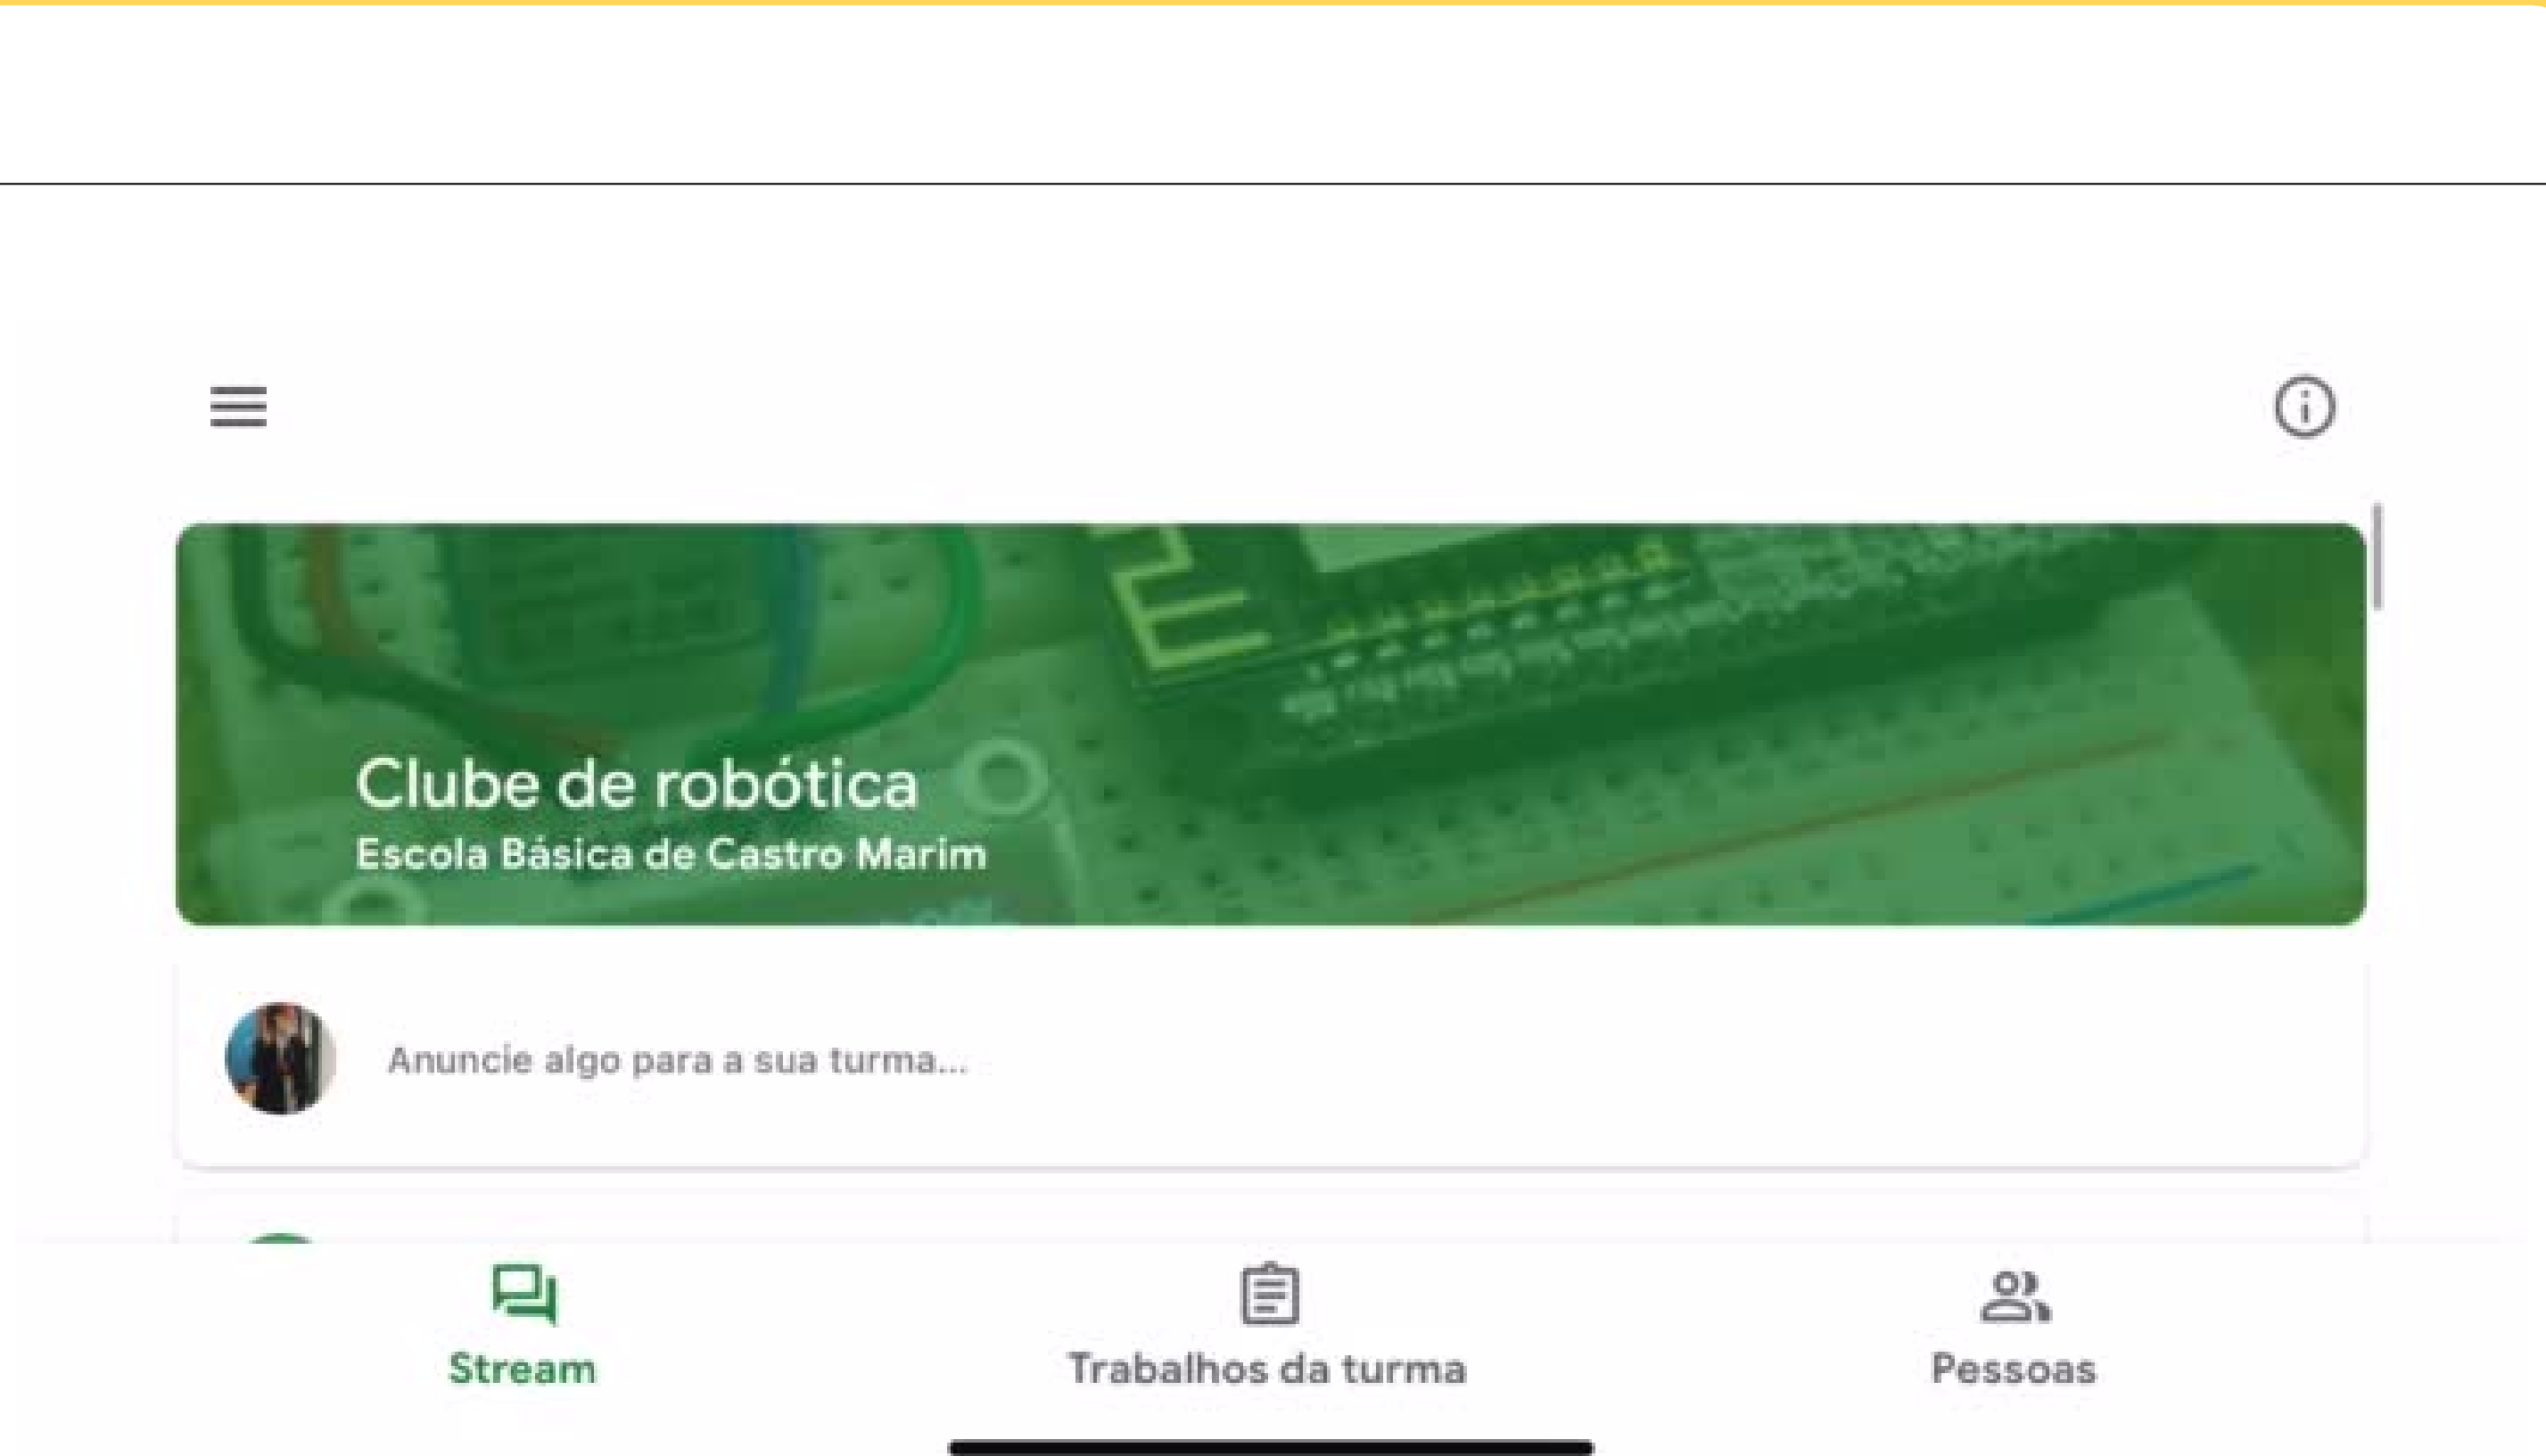 Clube de robótica
Escola Básica de Castro Marim
Anuncie algo para a sua turma...
Stream
Trabalhos da turma
Pessoas